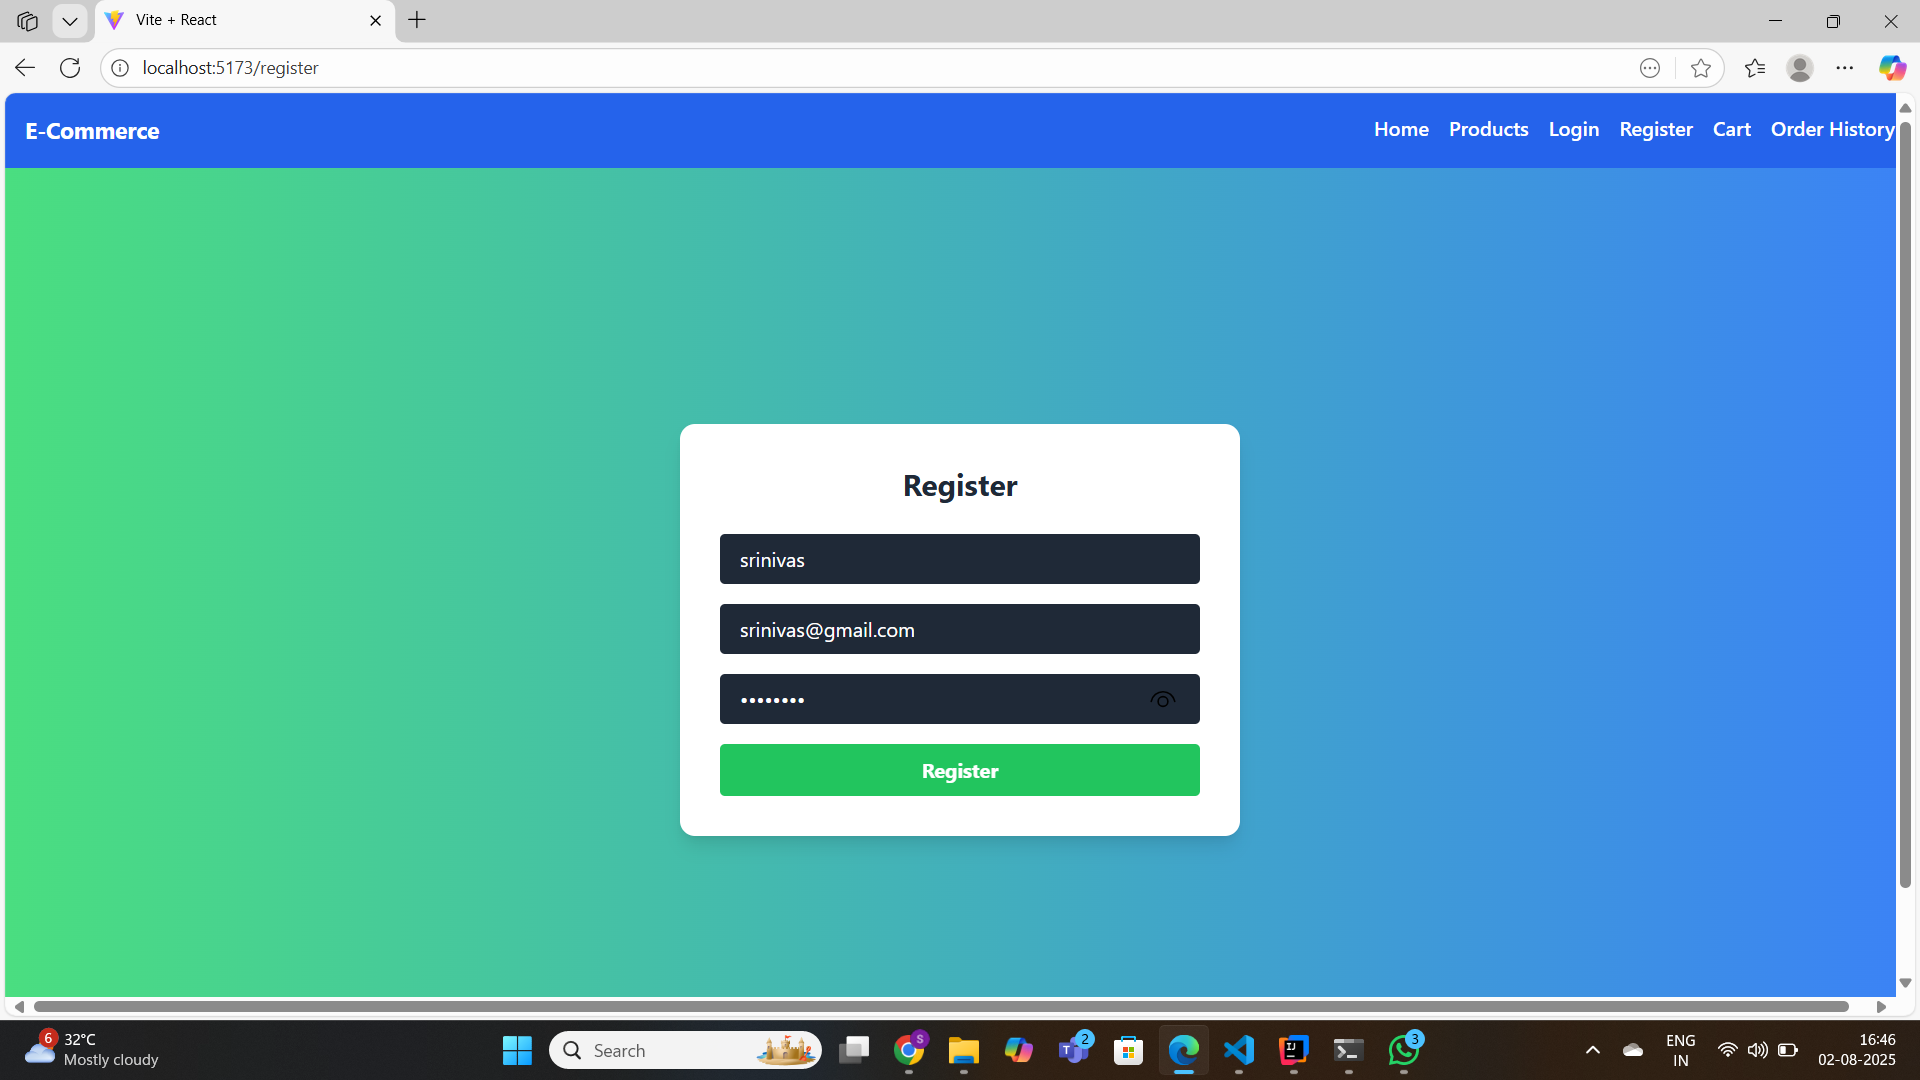 Vite + React
localhost:5173/register
E-Commerce
Home Products Login Register Cart Order History
Register
srinivas
srinivas@gmail.com
••••••••
Register
6
32°C
Mostly cloudy
Search
S
T
2
IJ
3
ENG
IN
16:46
02-08-2025